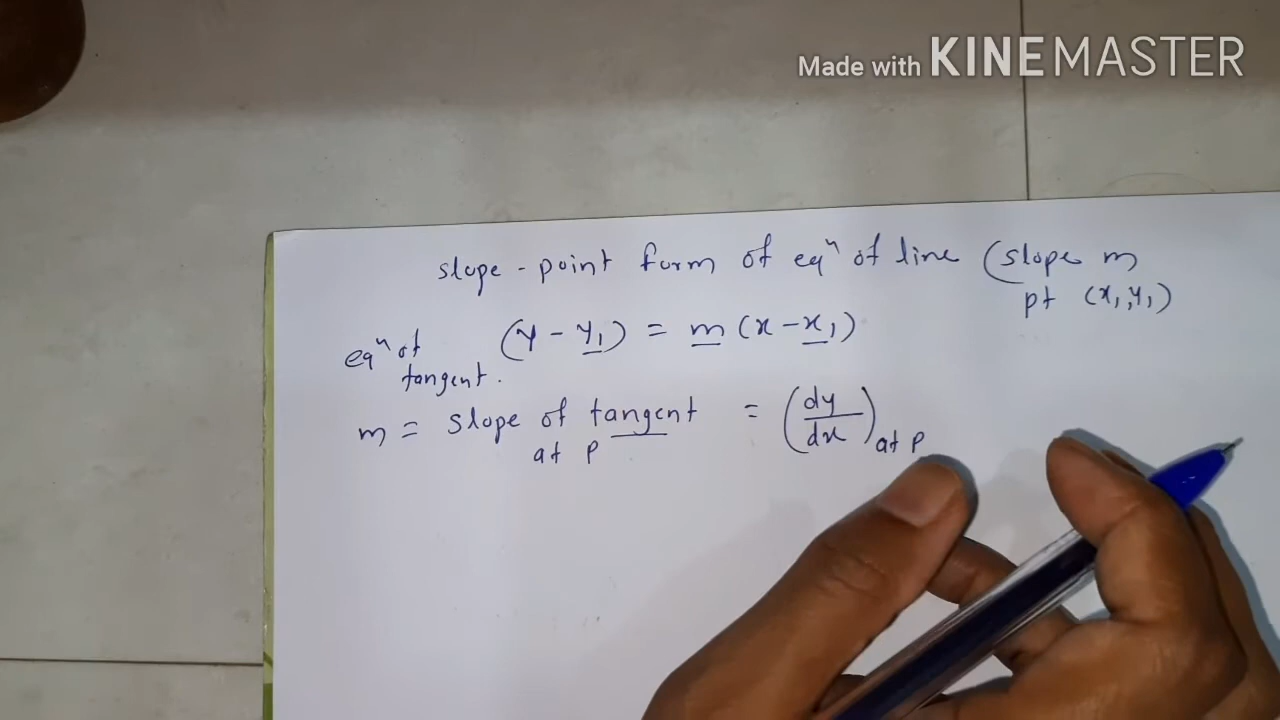 Made with KINEMASTER
slope - point form of eqⁿ of line (slope m
pt (x₁, y₁)
eqⁿ of tangent. (y - y₁) = m (x - x₁)
m = slope of tangent at P = (dy/dx) at P